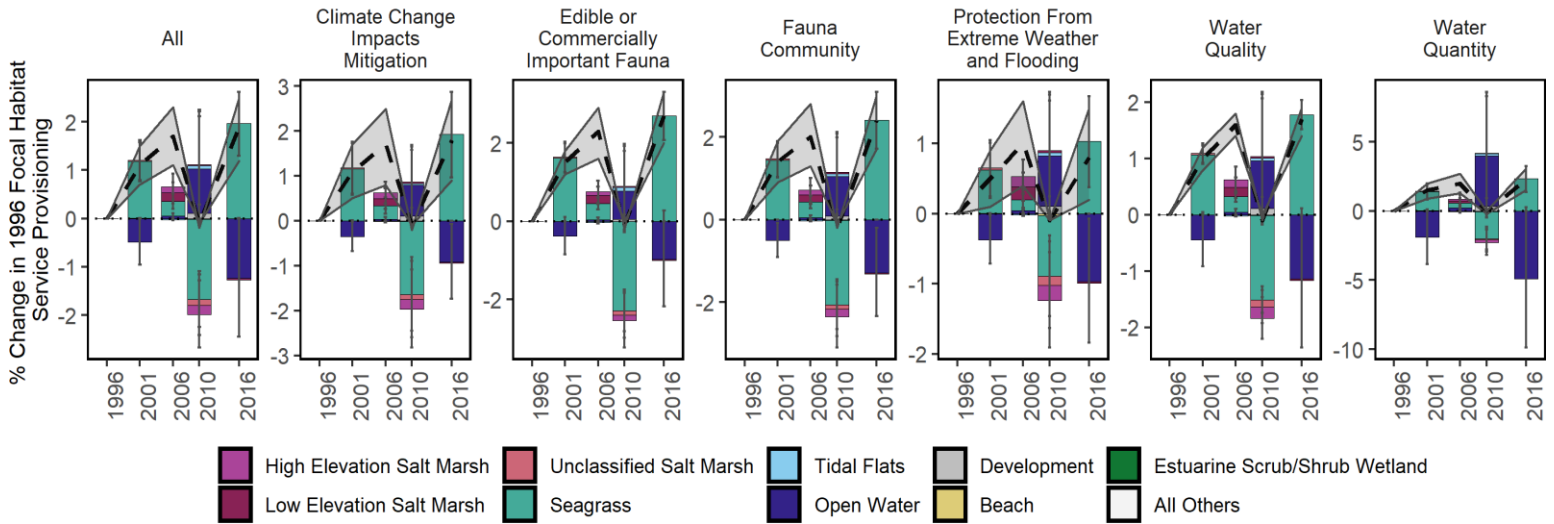 All
Climate Change
Impacts
Mitigation
Edible or
Commercially
Important Fauna
Fauna
Community
Protection From
Extreme Weather
and Flooding
Water
Quality
Water
Quantity
% Change in 1996 Focal Habitat
Service Provisioning
2
1
0
-1
-2
1996
2001
2006
2010
2016
3
2
1
0
-1
-2
-3
1996
2001
2006
2010
2016
2
0
-2
1996
2001
2006
2010
2016
2
0
-2
1996
2001
2006
2010
2016
1
0
-1
-2
1996
2001
2006
2010
2016
2
1
0
-1
-2
1996
2001
2006
2010
2016
5
0
-5
-10
1996
2001
2006
2010
2016
High Elevation Salt Marsh
Unclassified Salt Marsh
Tidal Flats
Development
Estuarine Scrub/Shrub Wetland
Low Elevation Salt Marsh
Seagrass
Open Water
Beach
All Others